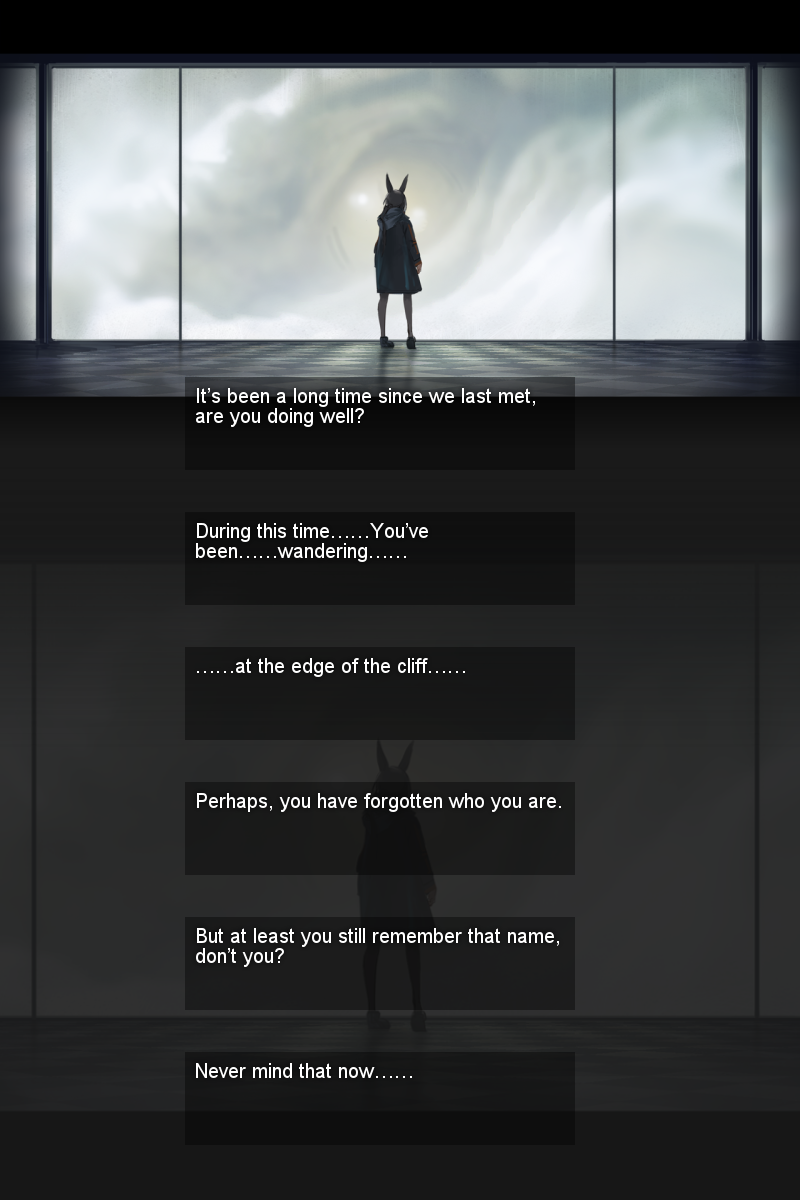 It's been a long time since we last met,
are you doing well?
During this time……You've
been……wandering……
……at the edge of the cliff……
Perhaps, you have forgotten who you are.
But at least you still remember that name,
don't you?
Never mind that now……